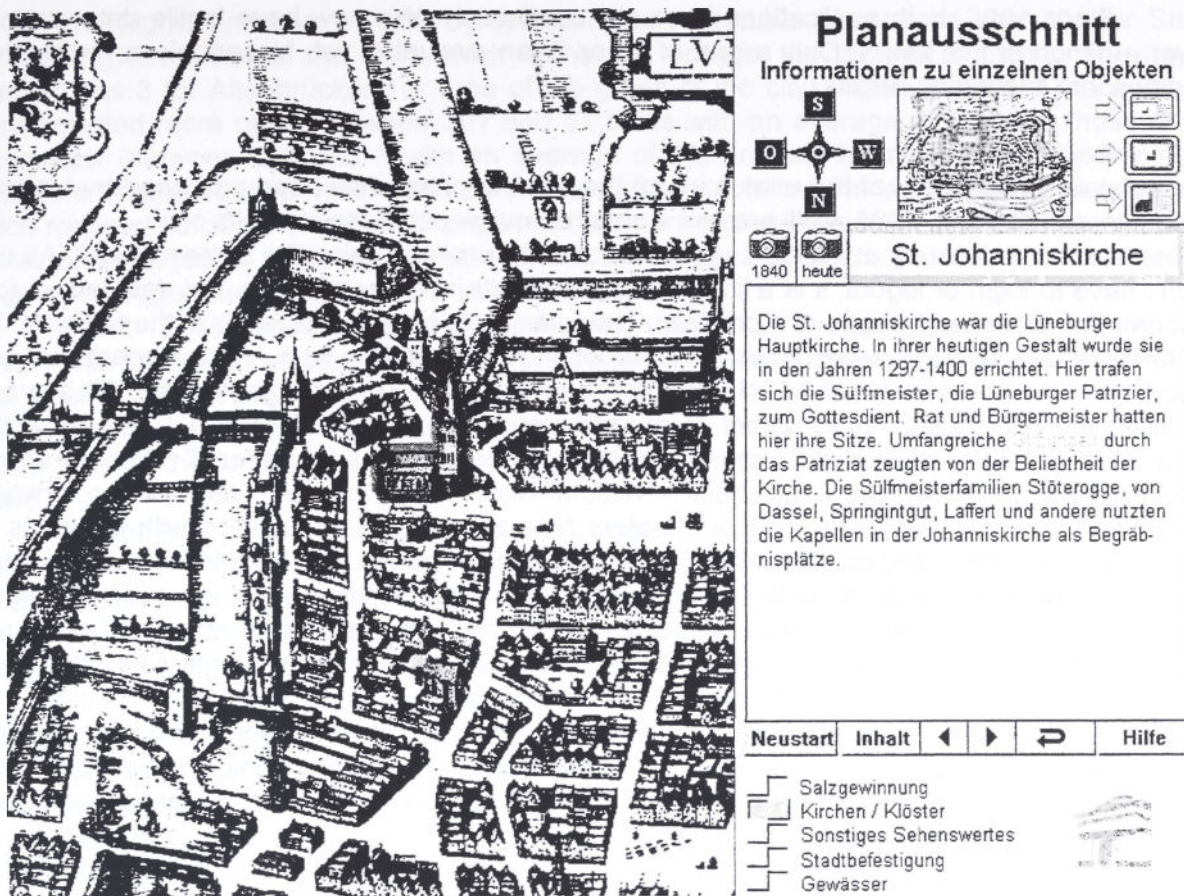 Planausschnitt
Informationen zu einzelnen Objekten
S
O W
N
1840 heute
St. Johanniskirche
Die St. Johanniskirche war die Lüneburger
Hauptkirche. In ihrer heutigen Gestalt wurde sie
in den Jahren 1297-1400 errichtet. Hier trafen
sich die Sülfmeister, die Lüneburger Patrizier,
zum Gottesdient. Rat und Bürgermeister hatten
hier ihre Sitze. Umfangreiche durch
das Patriziat zeugten von der Beliebtheit der
Kirche. Die Sülfmeisterfamilien Stöterogge, von
Dassel, Springintgut, Laffert und andere nutzten
die Kapellen in der Johanniskirche als Begräb-
nisplätze.
Neustart Inhalt Hilfe
Salzgewinnung
Kirchen / Klöster
Sonstiges Sehenswertes
Stadtbefestigung
Gewässer